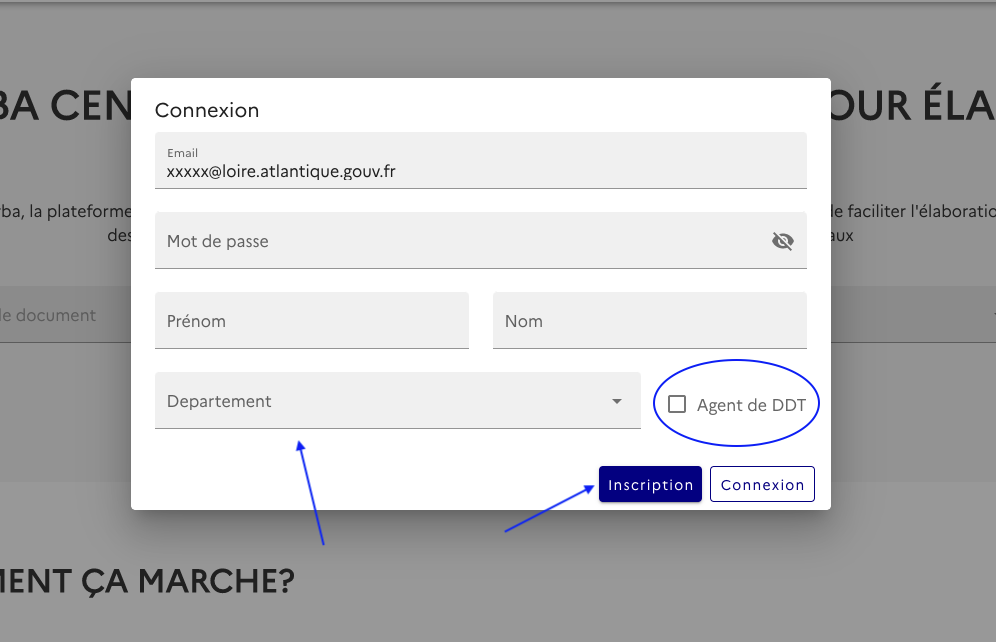 BA CEN
OUR ÉLA
Connexion
Email
xxxxx@loire.atlantique.gouv.fr
ba, la plateforme
le faciliter l'élaboratio
des
aux
Mot de passe
le document
Prénom
Nom
Departement
Agent de DDT
Inscription
Connexion
MENT ÇA MARCHE?